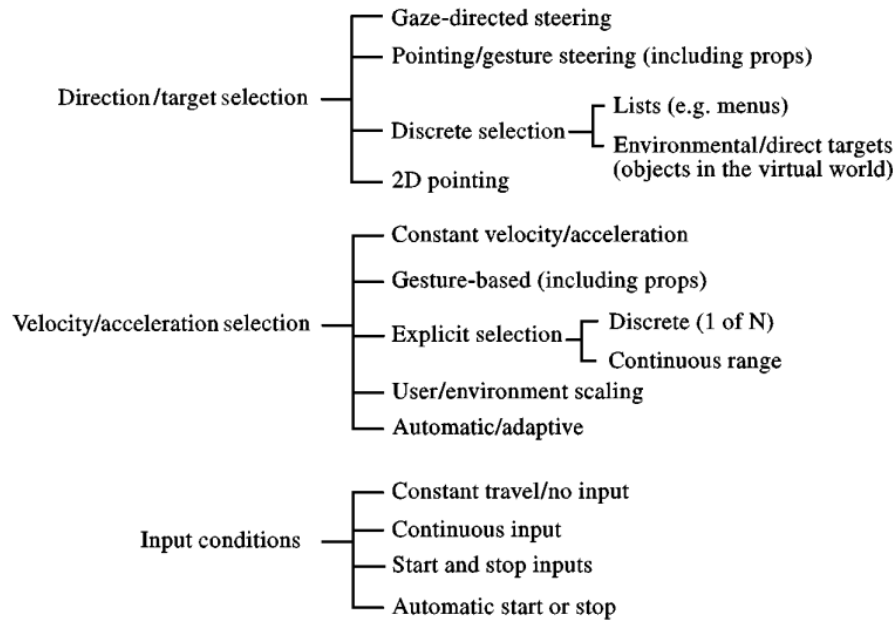 Direction/target selection
Gaze-directed steering
Pointing/gesture steering (including props)
Discrete selection
Lists (e.g. menus)
Environmental/direct targets
(objects in the virtual world)
2D pointing
Velocity/acceleration selection
Constant velocity/acceleration
Gesture-based (including props)
Explicit selection
Discrete (1 of N)
Continuous range
User/environment scaling
Automatic/adaptive
Input conditions
Constant travel/no input
Continuous input
Start and stop inputs
Automatic start or stop